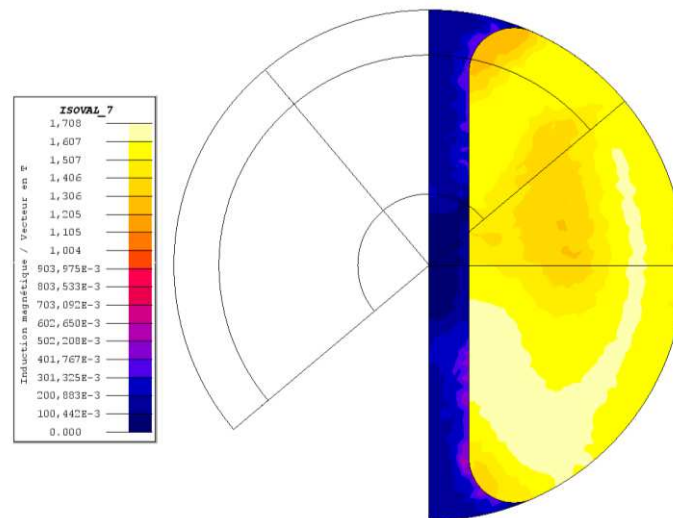 ISOVAL_7
Induction magnétique / Vecteur en T
1,708
1,607
1,507
1,406
1,306
1,205
1,105
1,004
903,975E-3
803,533E-3
703,092E-3
602,650E-3
502,208E-3
401,767E-3
301,325E-3
200,883E-3
100,442E-3
0.000